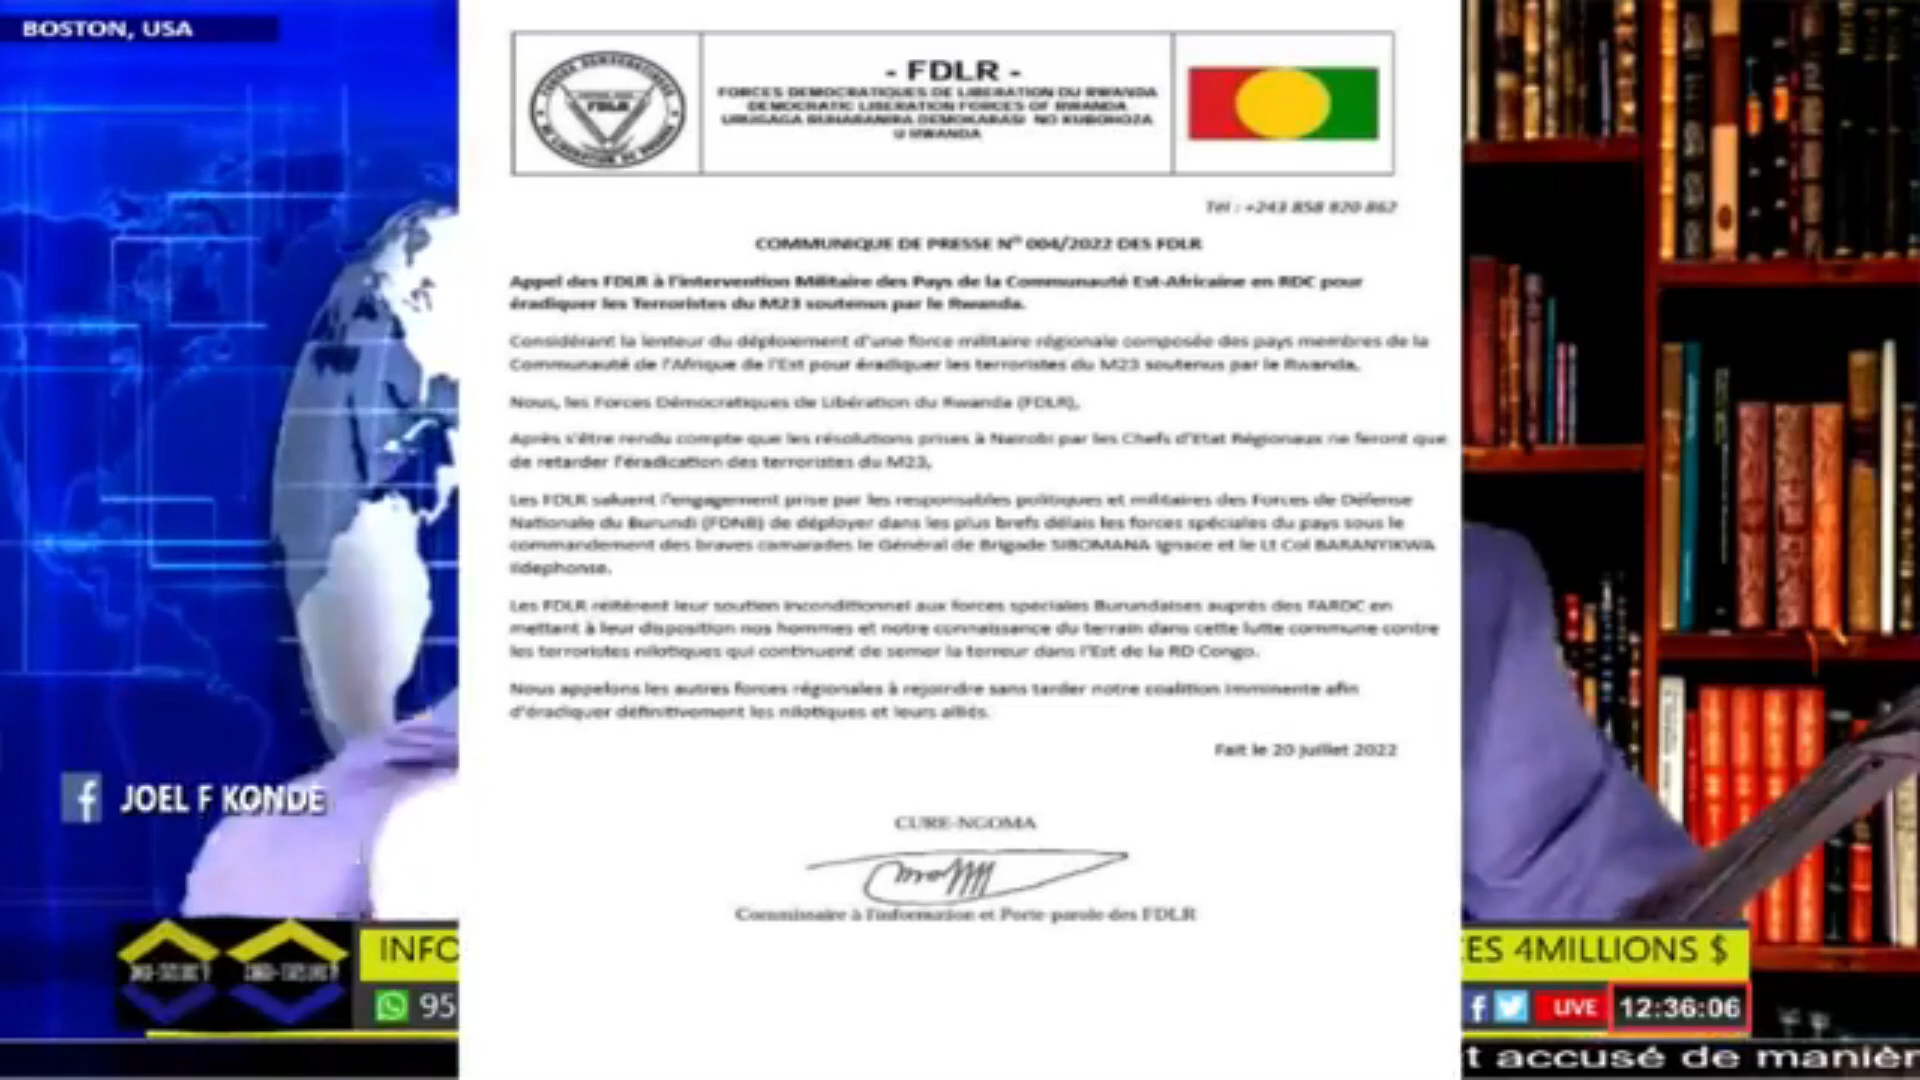 BOSTON, USA
- FDLR -
FORCES DEMOCRATIQUES DE LIBERATION DU RWANDA
DEMOCRATIC LIBERATION FORCES OF RWANDA
URUGAGA RUHARANIRA DEMOKARASI NO KUBOHOZA
U RWANDA
FDLR
Tél : +243 858 920 862
COMMUNIQUE DE PRESSE N° 004/2022 DES FDLR
Appel des FDLR à l'intervention Militaire des Pays de la Communauté Est-Africaine en RDC pour
éradiquer les Terroristes du M23 soutenus par le Rwanda.
Considérant la lenteur du déploiement d'une force militaire régionale composée des pays membres de la
Communauté de l'Afrique de l'Est pour éradiquer les terroristes du M23 soutenus par le Rwanda,
Nous, les Forces Démocratiques de Libération du Rwanda (FDLR),
Après s'être rendu compte que les résolutions prises à Nairobi par les Chefs d'Etat Régionaux ne feront que
de retarder l'éradication des terroristes du M23,
Les FDLR saluent l'engagement prise par les responsables politiques et militaires des Forces de Défense
Nationale du Burundi (FDNB) de déployer dans les plus brefs délais les forces spéciales du pays sous le
commandement des braves camarades le Général de Brigade SIBOMANA Ignace et le Lt Col BARANYIKWA
Ildephonse.
Les FDLR réitèrent leur soutien inconditionnel aux forces spéciales Burundaises auprès des FARDC en
mettant à leur disposition nos hommes et notre connaissance du terrain dans cette lutte commune contre
les terroristes nilotiques qui continuent de semer la terreur dans l'Est de la RD Congo.
Nous appelons les autres forces régionales à rejoindre sans tarder notre coalition imminente afin
d'éradiquer définitivement les nilotiques et leurs alliés.
Fait le 20 juillet 2022
CURE-NGOMA
Commissaire à l'information et Porte-parole des FDLR
JOEL F KONDE
INFO
ES 4MILLIONS $
95
LIVE 12:36:06
t accusé de manièr